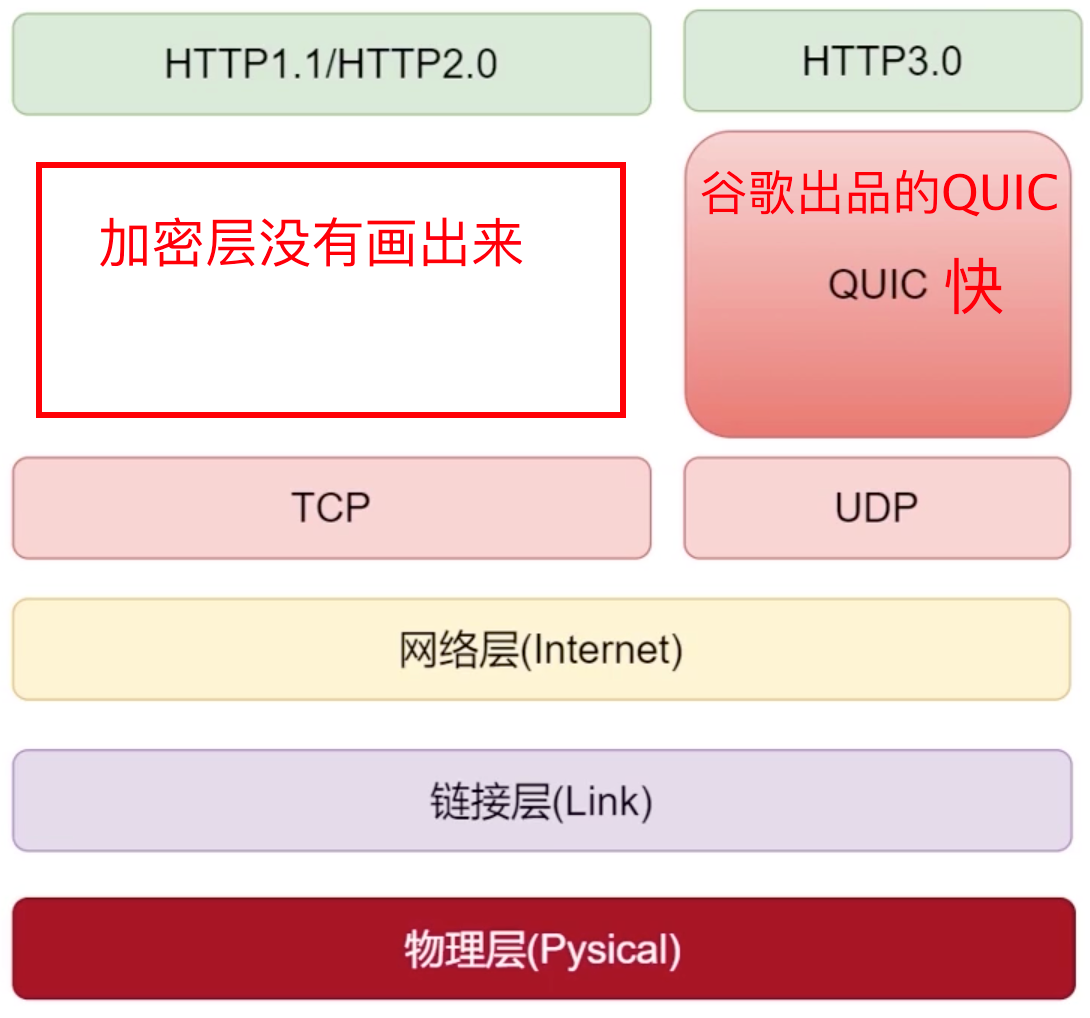 HTTP1.1/HTTP2.0
HTTP3.0
加密层没有画出来
谷歌出品的QUIC
QUIC 快
TCP
UDP
网络层(Internet)
链接层(Link)
物理层(Pysical)